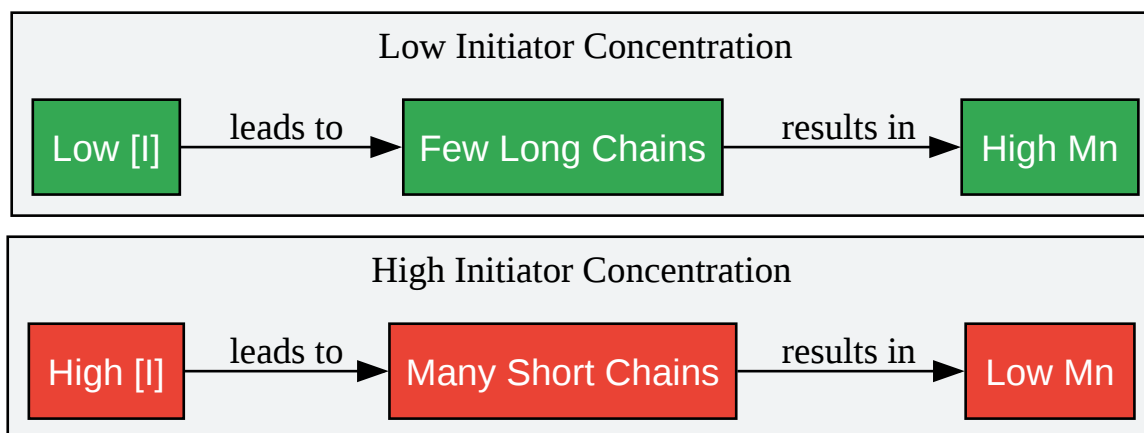 Low Initiator Concentration
Low [I]
leads to
Few Long Chains
results in
High Mn
High Initiator Concentration
High [I]
leads to
Many Short Chains
results in
Low Mn